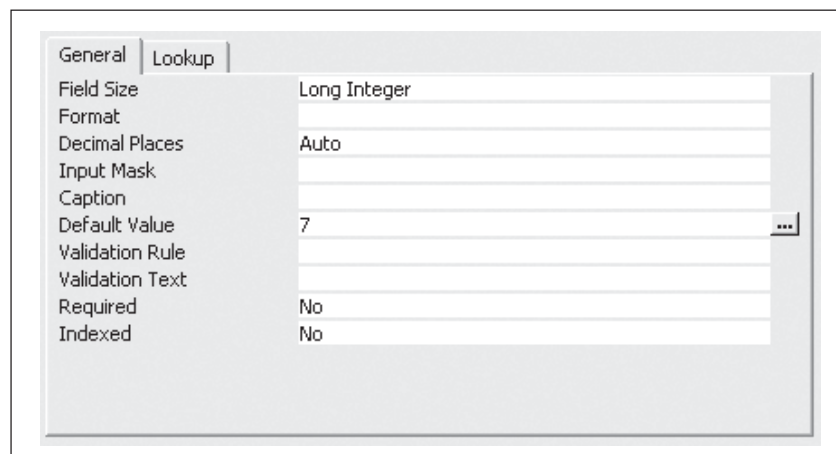 General Lookup
Field Size Long Integer
Format
Decimal Places Auto
Input Mask
Caption
Default Value 7 ...
Validation Rule
Validation Text
Required No
Indexed No